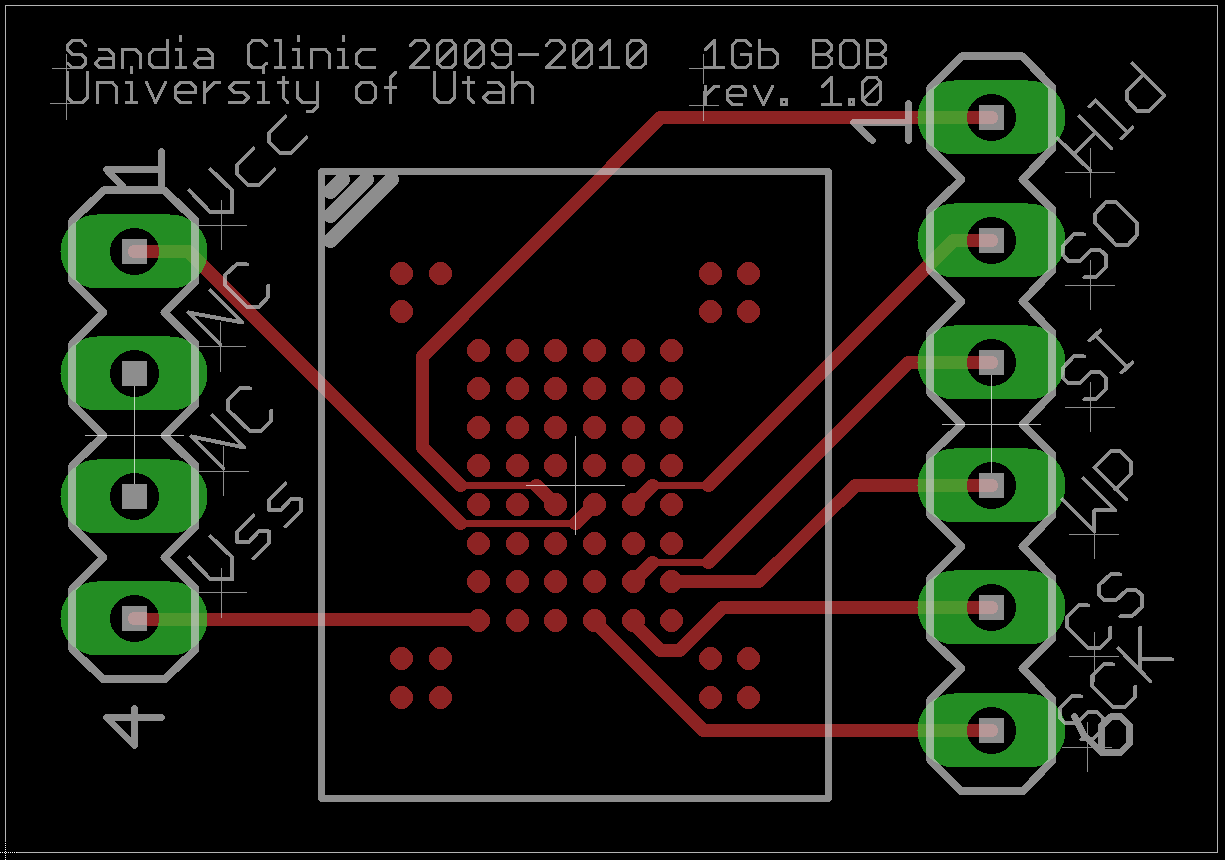 Sandia Clinic 2009-2010
University of Utah
1Gb BOB
rev. 1.0
1
Vcc
NC
NC
Vss
4
1
Hld
SO
SI
WP
CS
SCK
6